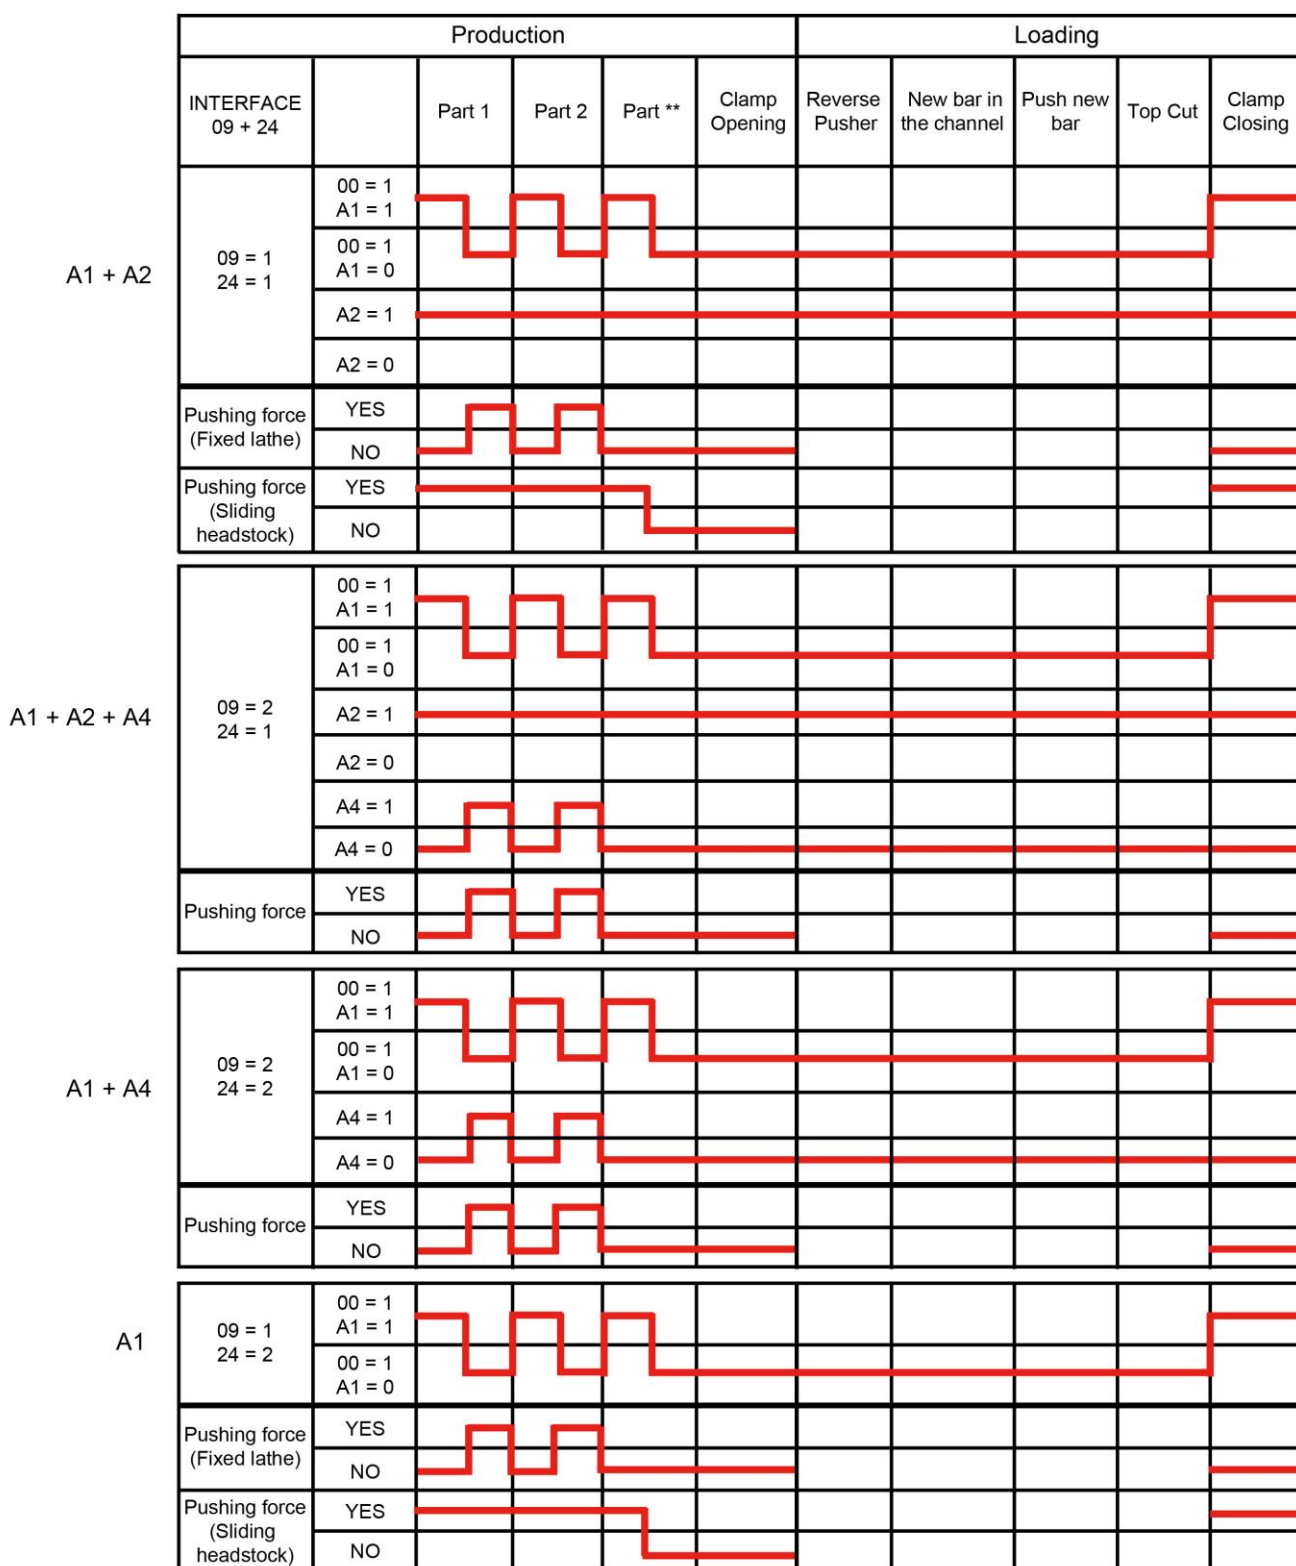 Production
Loading
INTERFACE
09 + 24
Part 1
Part 2
Part **
Clamp
Opening
Reverse
Pusher
New bar in
the channel
Push new
bar
Top Cut
Clamp
Closing
A1 + A2
09 = 1
24 = 1
00 = 1
A1 = 1
00 = 1
A1 = 0
A2 = 1
A2 = 0
Pushing force
(Fixed lathe)
YES
NO
Pushing force
(Sliding
headstock)
YES
NO
A1 + A2 + A4
09 = 2
24 = 1
00 = 1
A1 = 1
00 = 1
A1 = 0
A2 = 1
A2 = 0
A4 = 1
A4 = 0
Pushing force
YES
NO
A1 + A4
09 = 2
24 = 2
00 = 1
A1 = 1
00 = 1
A1 = 0
A4 = 1
A4 = 0
Pushing force
YES
NO
A1
09 = 1
24 = 2
00 = 1
A1 = 1
00 = 1
A1 = 0
Pushing force
(Fixed lathe)
YES
NO
Pushing force
(Sliding
headstock)
YES
NO